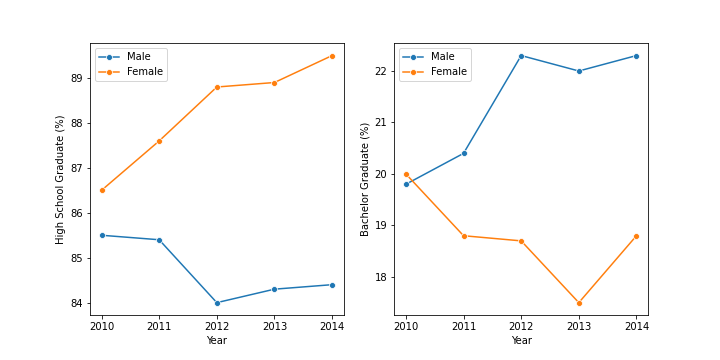 Male
Female
High School Graduate (%)
89
88
87
86
85
84
2010 2011 2012 2013 2014
Year
Male
Female
Bachelor Graduate (%)
22
21
20
19
18
2010 2011 2012 2013 2014
Year